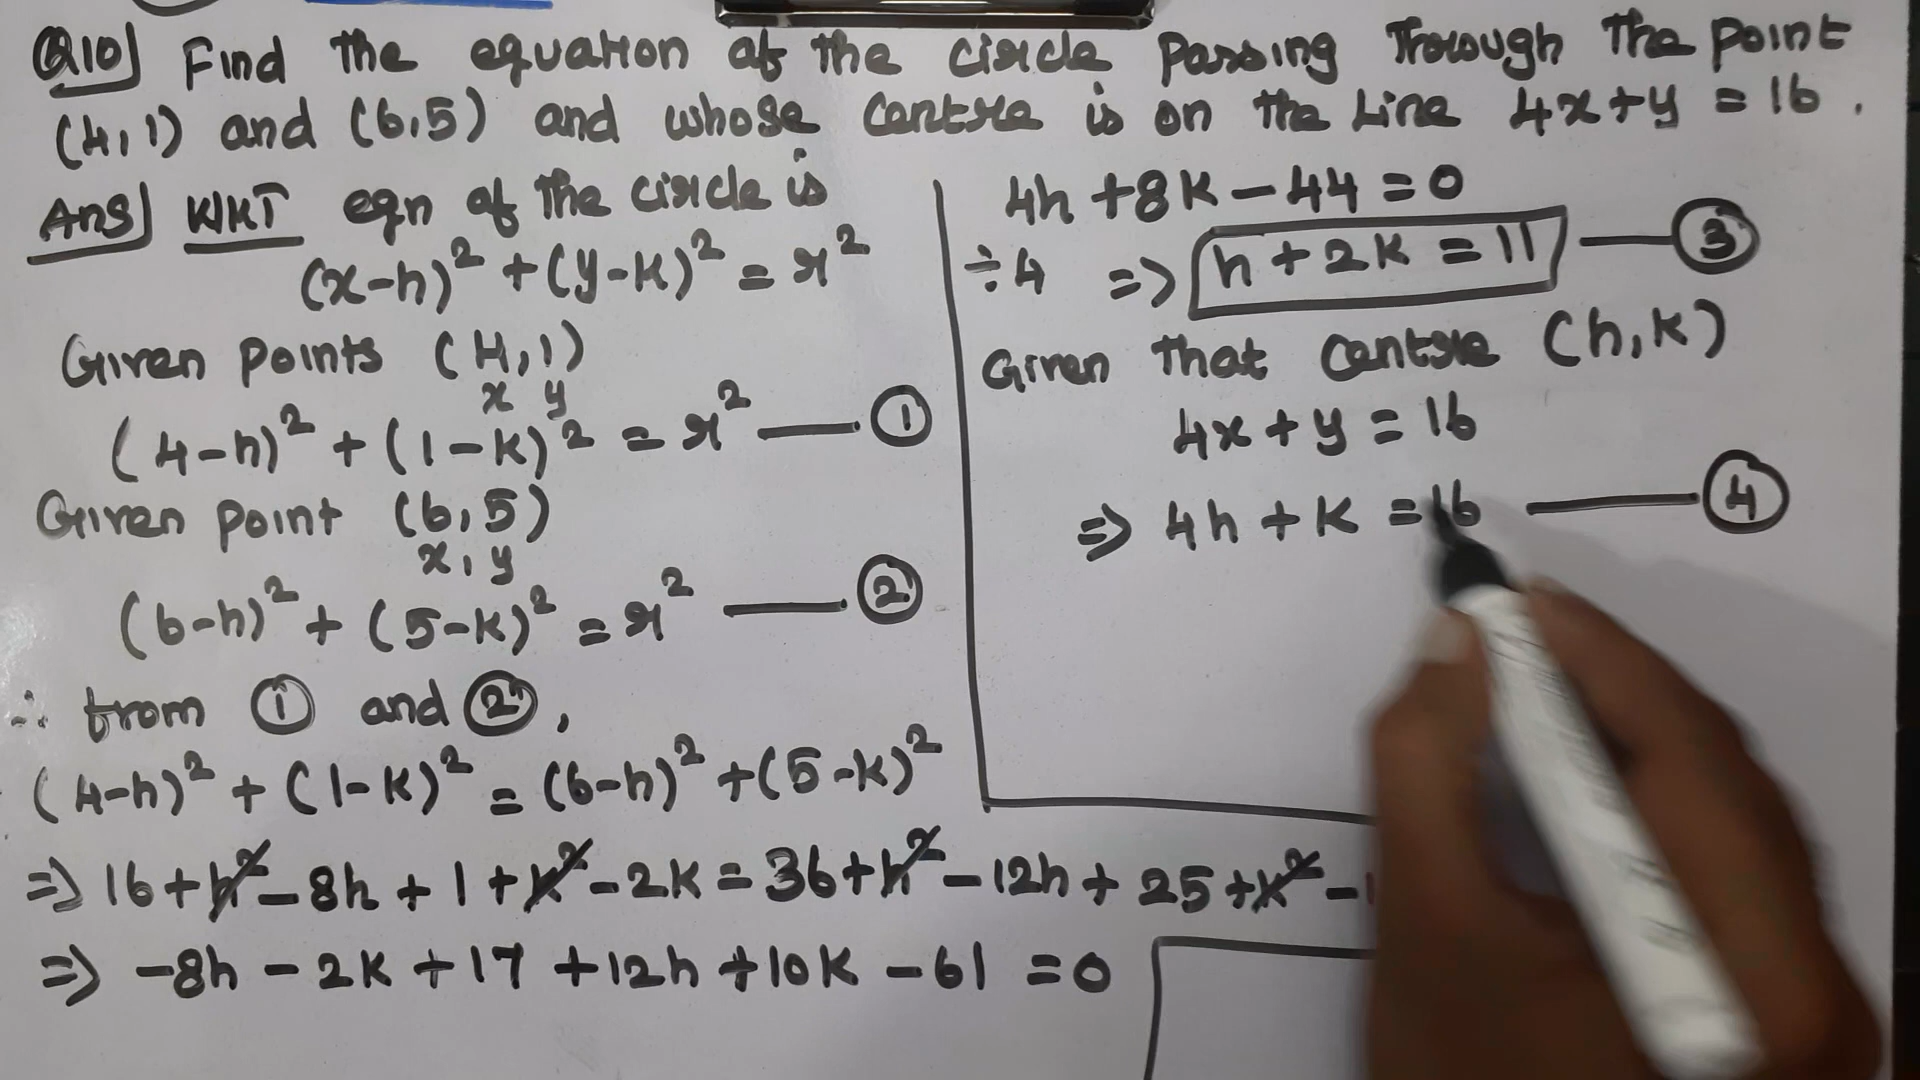 Q10] Find the equation of the circle passing through the point
(4,1) and (6,5) and whose centre is on the line 4x+y = 16.
Ans] WKT eqn of the circle is
(x-h)² + (y-k)² = r²
Given points (4,1)
x y
(4-h)² + (1-k)² = r² — ①
Given point (6,5)
x, y
(6-h)² + (5-k)² = r² — ②
∴ from ① and ②,
(4-h)² + (1-k)² = (6-h)² + (5-k)²
=> 16 + h² - 8h + 1 + k² - 2k = 36 + h² - 12h + 25 + k² - 1
=> -8h - 2k + 17 + 12h + 10k - 61 = 0
4h + 8k - 44 = 0
÷4 => h + 2k = 11 — ③
Given that centre (h,k)
4x + y = 16
=> 4h + k = 16 — ④